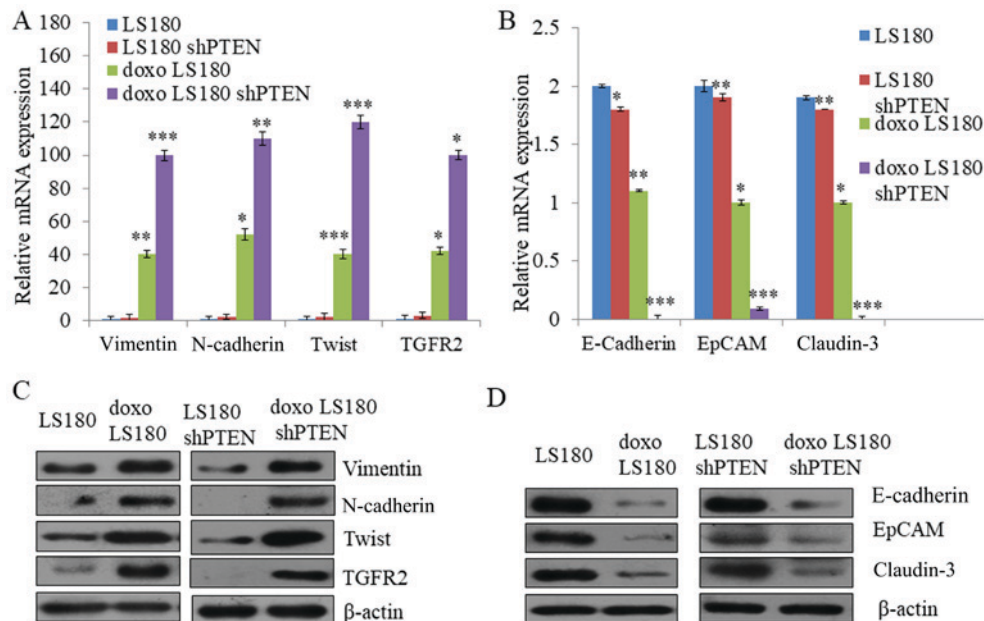 A
Relative mRNA expression
180
160
140
120
100
80
60
40
20
0
LS180
LS180 shPTEN
doxo LS180
doxo LS180 shPTEN
** *** * ** *** *** * *
Vimentin N-cadherin Twist TGFR2
B
Relative mRNA expression
2.5
2
1.5
1
0.5
0
LS180
LS180
shPTEN
doxo LS180
doxo LS180
shPTEN
* ** *** ** * *** ** * ***
E-Cadherin EpCAM Claudin-3
C
LS180
doxo
LS180
LS180
shPTEN
doxo LS180
shPTEN
Vimentin
N-cadherin
Twist
TGFR2
β-actin
D
LS180
doxo
LS180
LS180
shPTEN
doxo LS180
shPTEN
E-cadherin
EpCAM
Claudin-3
β-actin